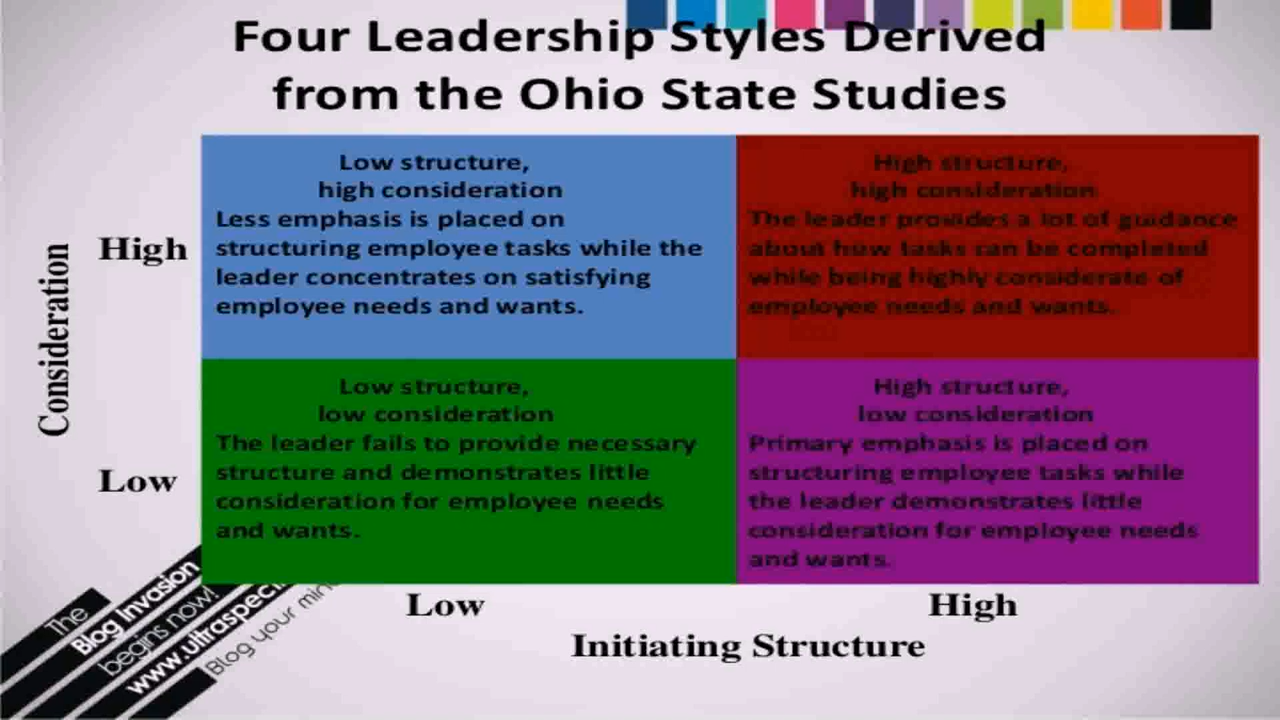 Four Leadership Styles Derived
from the Ohio State Studies
Consideration
High
Low
Low structure,
high consideration
Less emphasis is placed on
structuring employee tasks while the
leader concentrates on satisfying
employee needs and wants.
High structure,
high consideration
The leader provides a lot of guidance
about how tasks can be completed
while being highly considerate of
employee needs and wants.
Low structure,
low consideration
The leader fails to provide necessary
structure and demonstrates little
consideration for employee needs
and wants.
High structure,
low consideration
Primary emphasis is placed on
structuring employee tasks while
the leader demonstrates little
consideration for employee needs
and wants.
Low
High
Initiating Structure
The
Blog Invasion
begins now!
Blog your